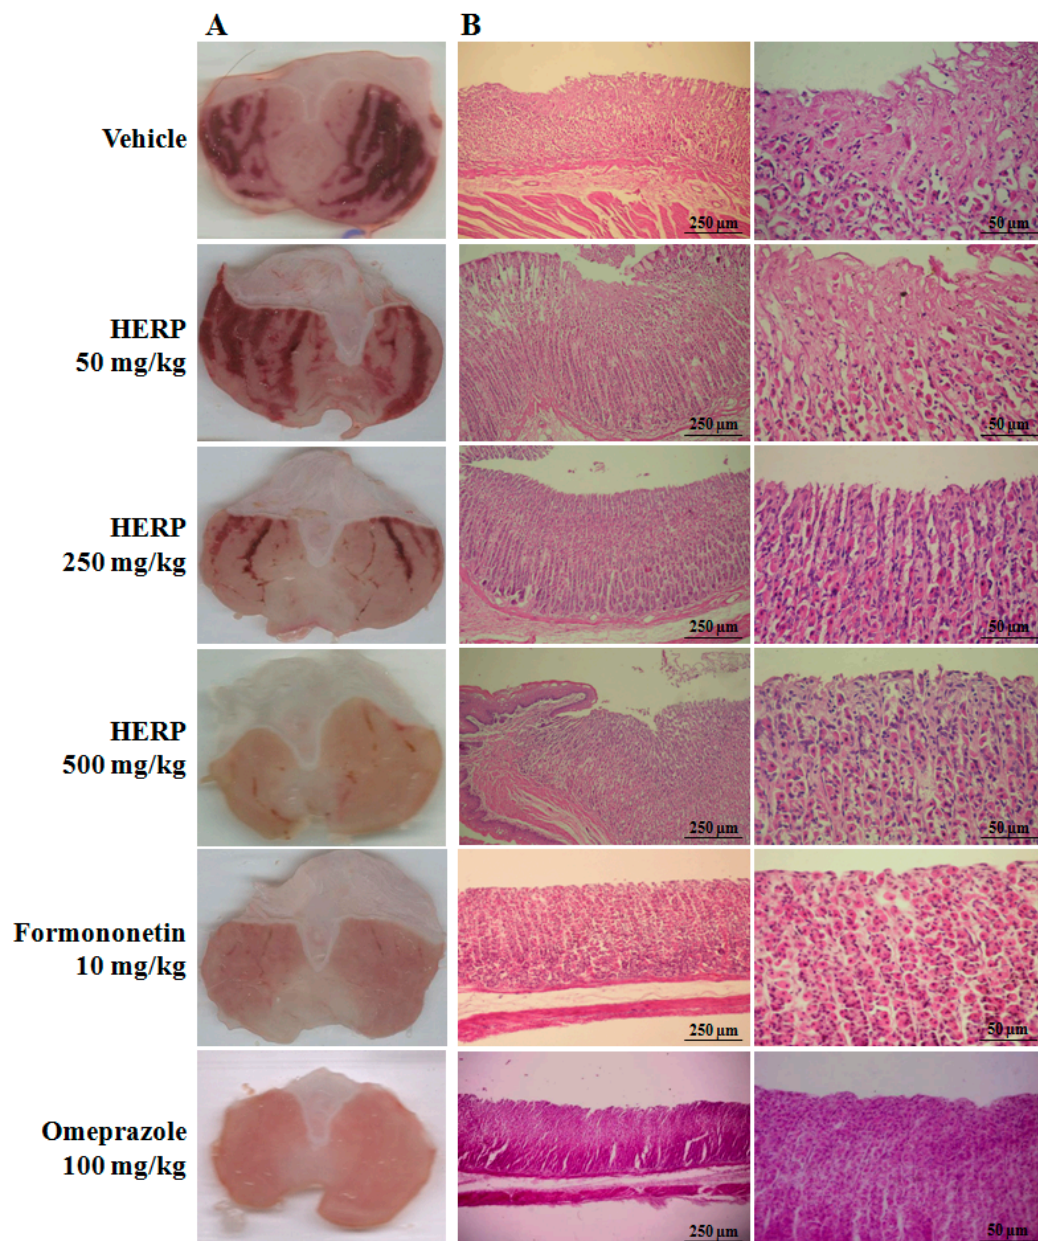 A B
Vehicle
250 µm 50 µm
HERP
50 mg/kg
250 µm 50 µm
HERP
250 mg/kg
250 µm 50 µm
HERP
500 mg/kg
250 µm 50 µm
Formononetin
10 mg/kg
250 µm 50 µm
Omeprazole
100 mg/kg
250 µm 50 µm